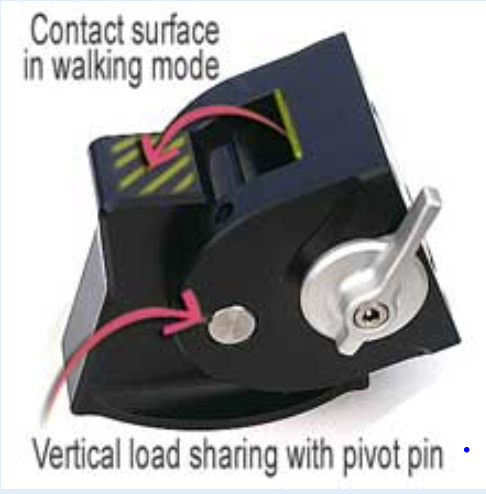 Contact surface
in walking mode
Vertical load sharing with pivot pin